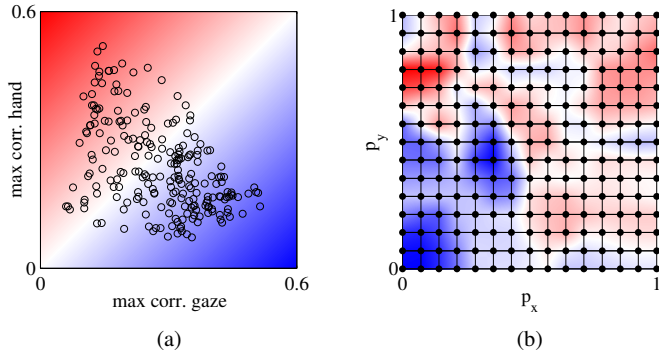 0.6
max corr. hand
0
0
max corr. gaze
0.6
(a)
1
p_y
0
0
p_x
1
(b)